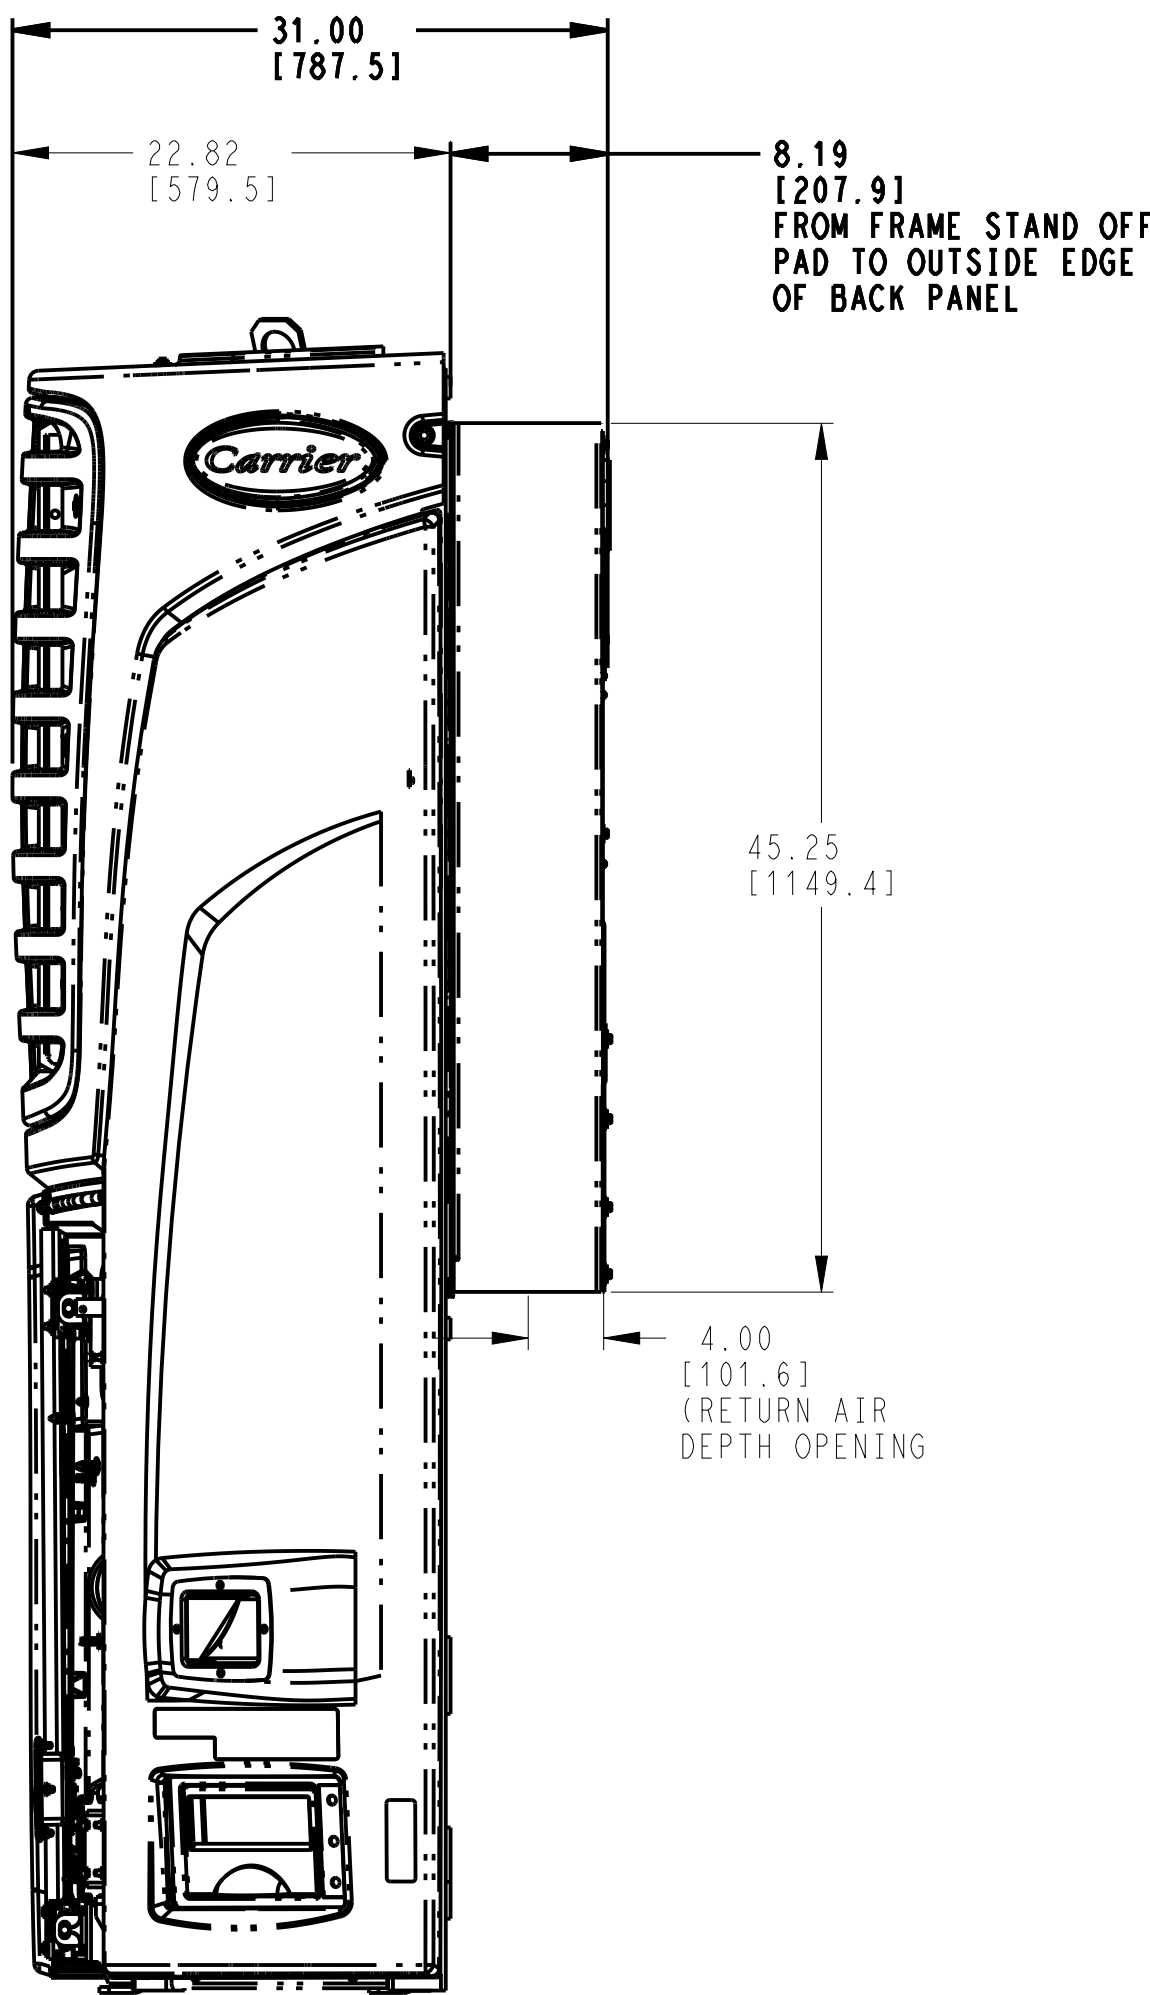 31.00
[787.5]
22.82
[579.5]
8.19
[207.9]
FROM FRAME STAND OFF
PAD TO OUTSIDE EDGE
OF BACK PANEL
Carrier
45.25
[1149.4]
4.00
[101.6]
(RETURN AIR
DEPTH OPENING